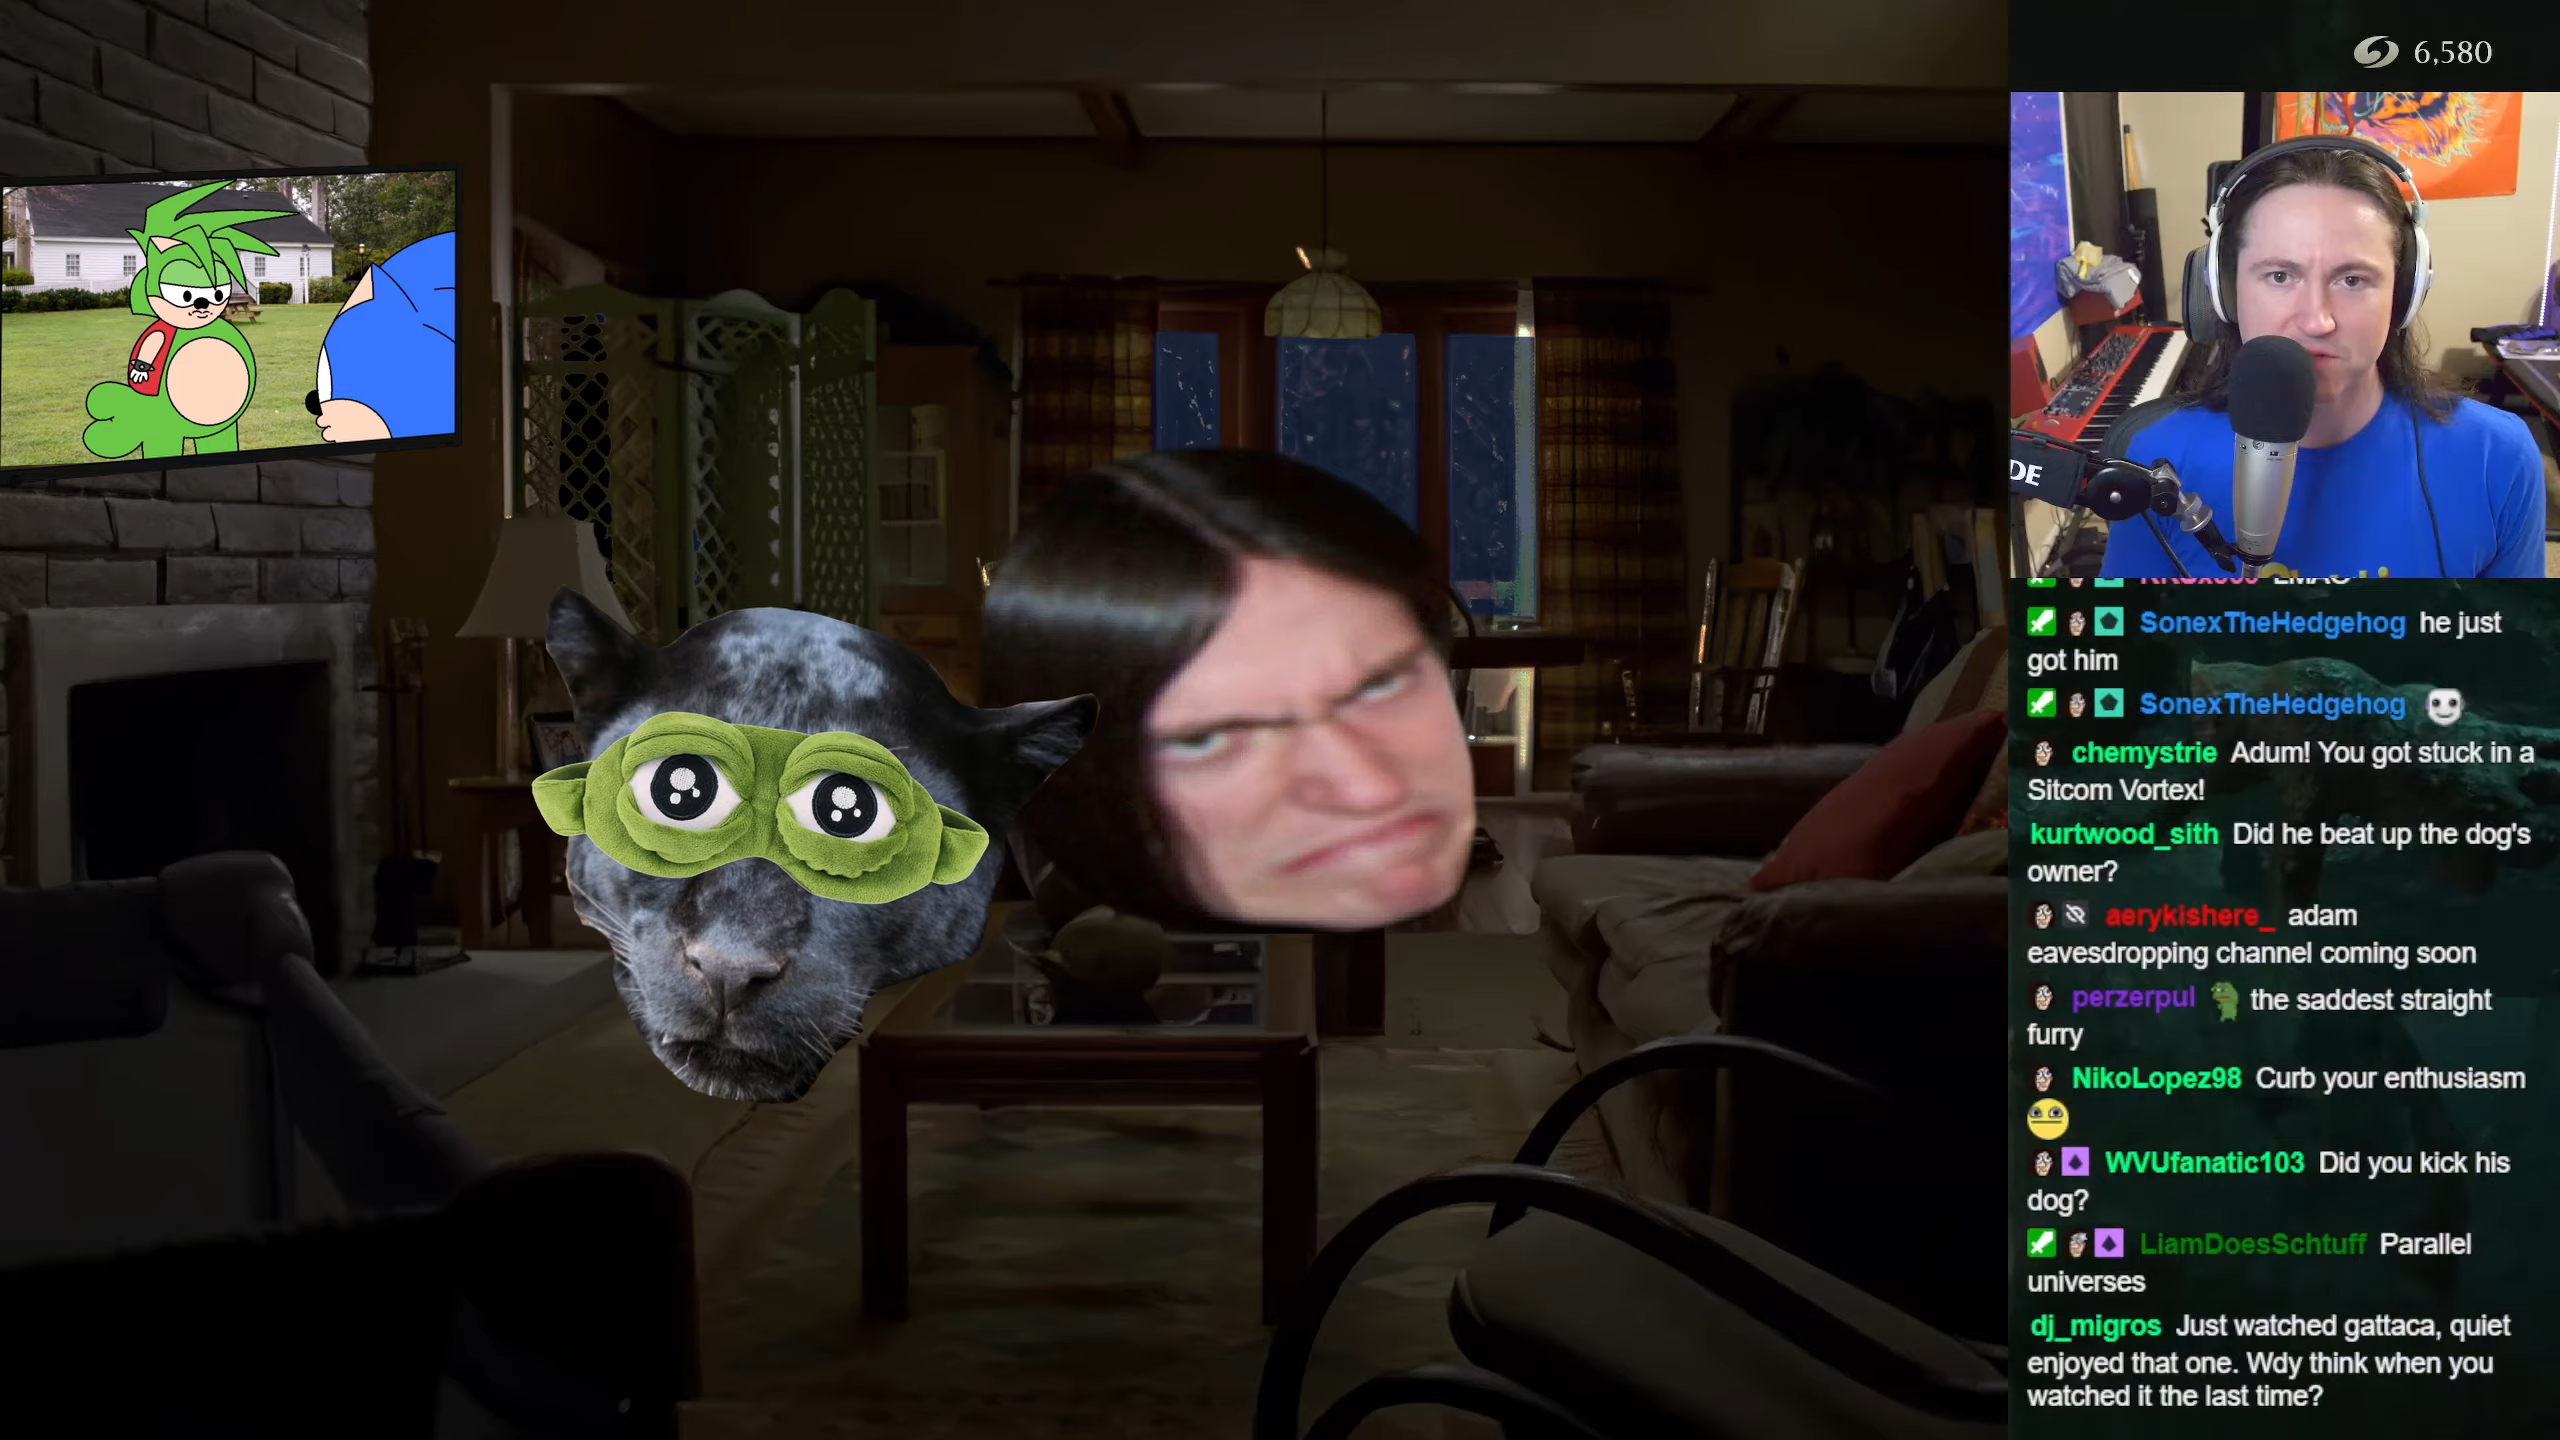 6,580
DE
SonexTheHedgehog he just
got him
SonexTheHedgehog
chemystrie Adum! You got stuck in a
Sitcom Vortex!
kurtwood_sith Did he beat up the dog's
owner?
aerykishere_ adam
eavesdropping channel coming soon
perzerpul the saddest straight
furry
NikoLopez98 Curb your enthusiasm
WVUfanatic103 Did you kick his
dog?
LiamDoesSchtuff Parallel
universes
dj_migros Just watched gattaca, quiet
enjoyed that one. Wdy think when you
watched it the last time?